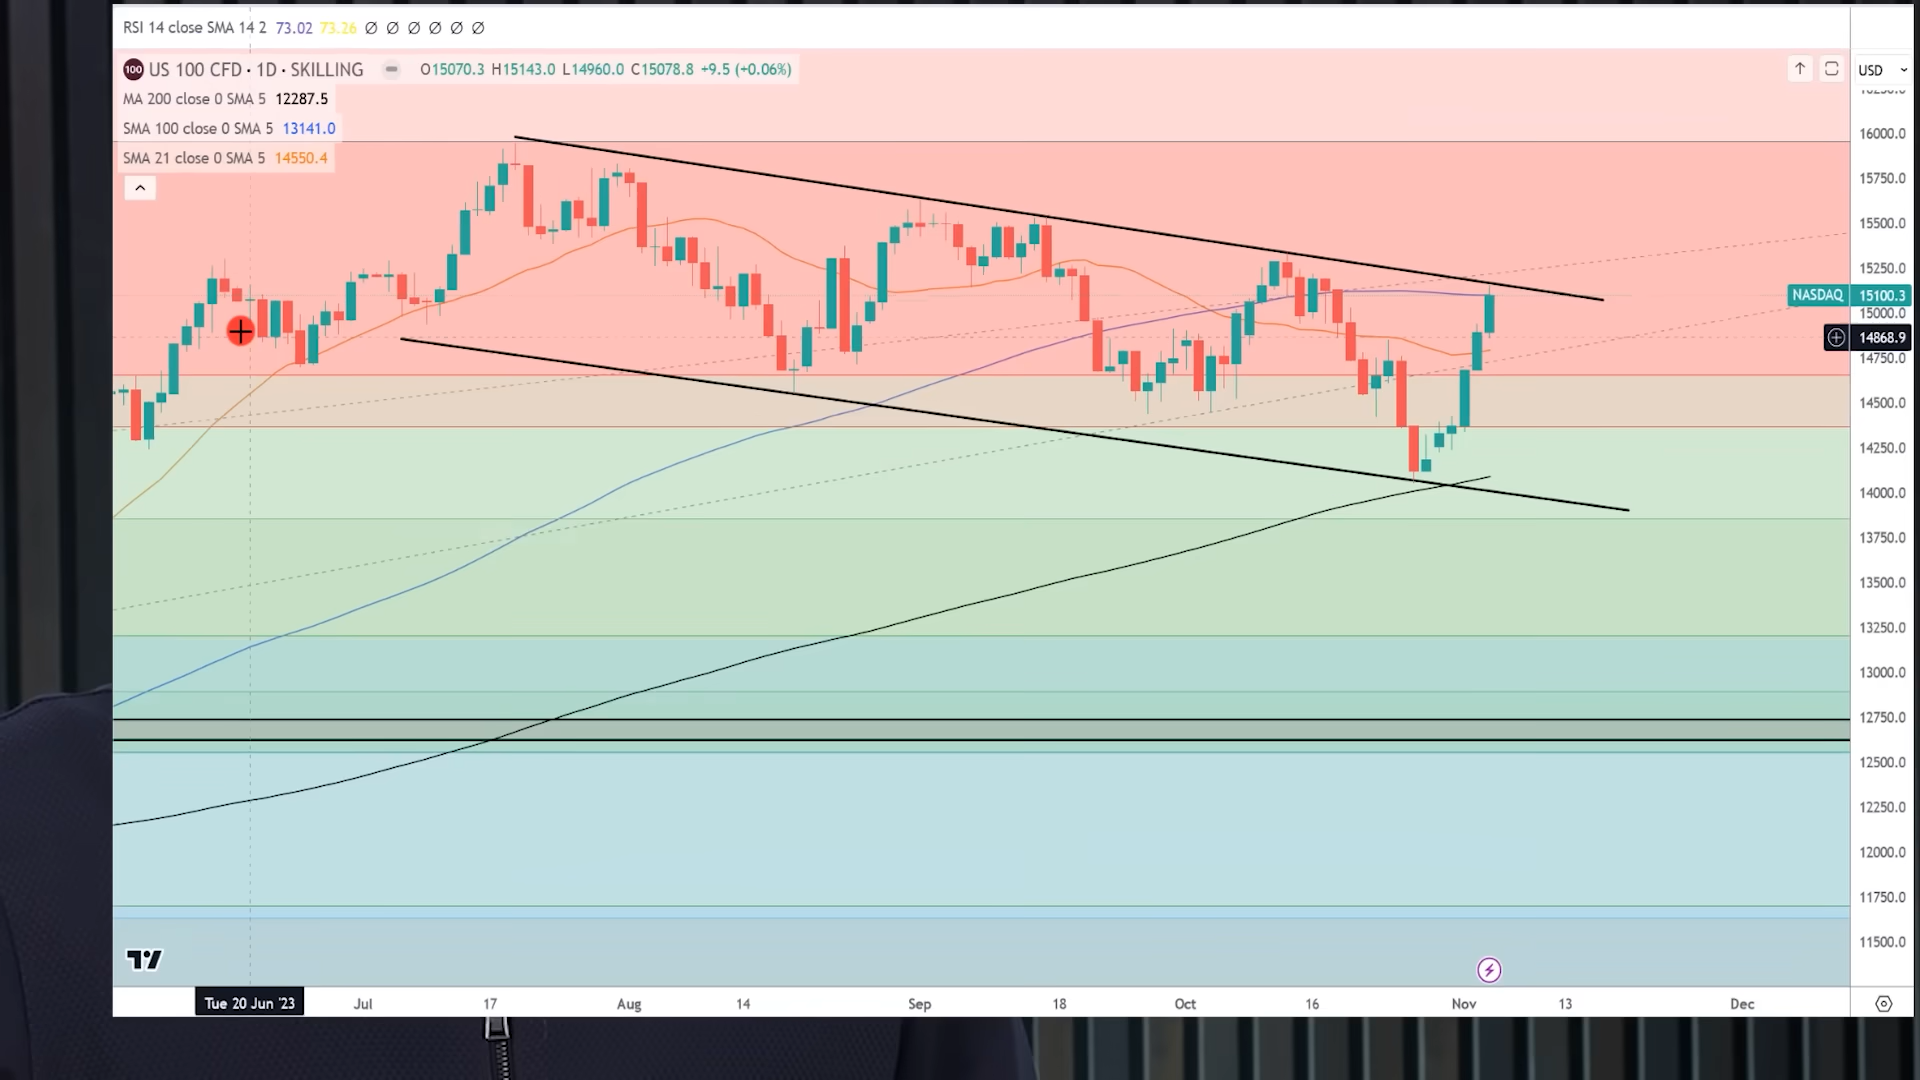 RSI 14 close SMA 14 2 73.02 73.26 Ø Ø Ø Ø Ø Ø
100 US 100 CFD · 1D · SKILLING O15070.3 H15143.0 L14960.0 C15078.8 +9.5 (+0.06%)
USD
MA 200 close 0 SMA 5 12287.5
SMA 100 close 0 SMA 5 13141.0
SMA 21 close 0 SMA 5 14550.4
16000.0
15750.0
15500.0
15250.0
NASDAQ 15100.3
15000.0
14868.9
14750.0
14500.0
14250.0
14000.0
13750.0
13500.0
13250.0
13000.0
12750.0
12500.0
12250.0
12000.0
11750.0
11500.0
Tue 20 Jun '23 Jul 17 Aug 14 Sep 18 Oct 16 Nov 13 Dec